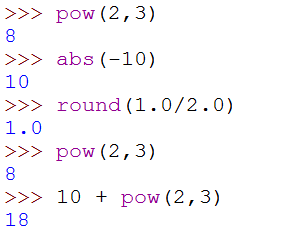 >>> pow(2,3)
8
>>> abs(-10)
10
>>> round(1.0/2.0)
1.0
>>> pow(2,3)
8
>>> 10 + pow(2,3)
18